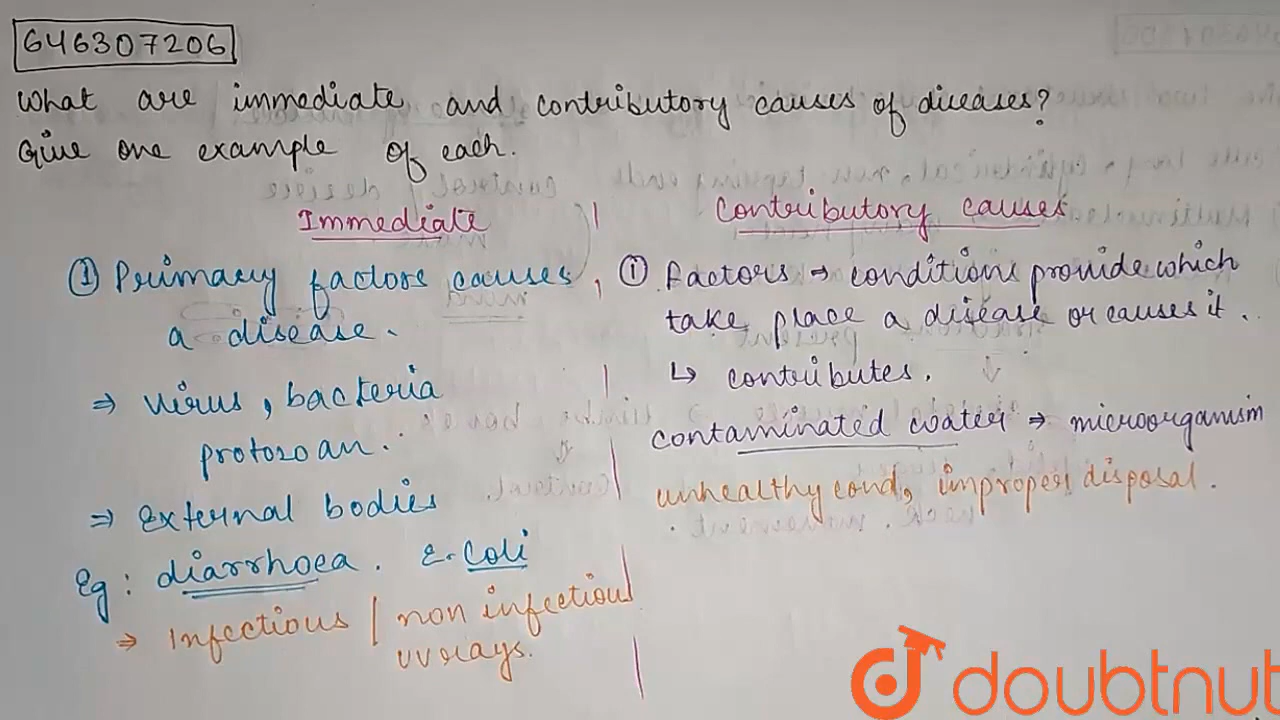 646307206
What are immediate and contributory causes of diseases?
Give one example of each.
Immediate
① Primary factors causes
a disease.
⇒ virus, bacteria
protozoan.
⇒ External bodies
Eg: diarrhoea. E-coli
⇒ Infectious / non infectious
uvrays.
Contributory causes
① factors → conditions provide which
take place a disease or causes it.
↳ contributes.
contaminated water ⇒ microorganism
unhealthy cond, improper disposal.
doubtnut